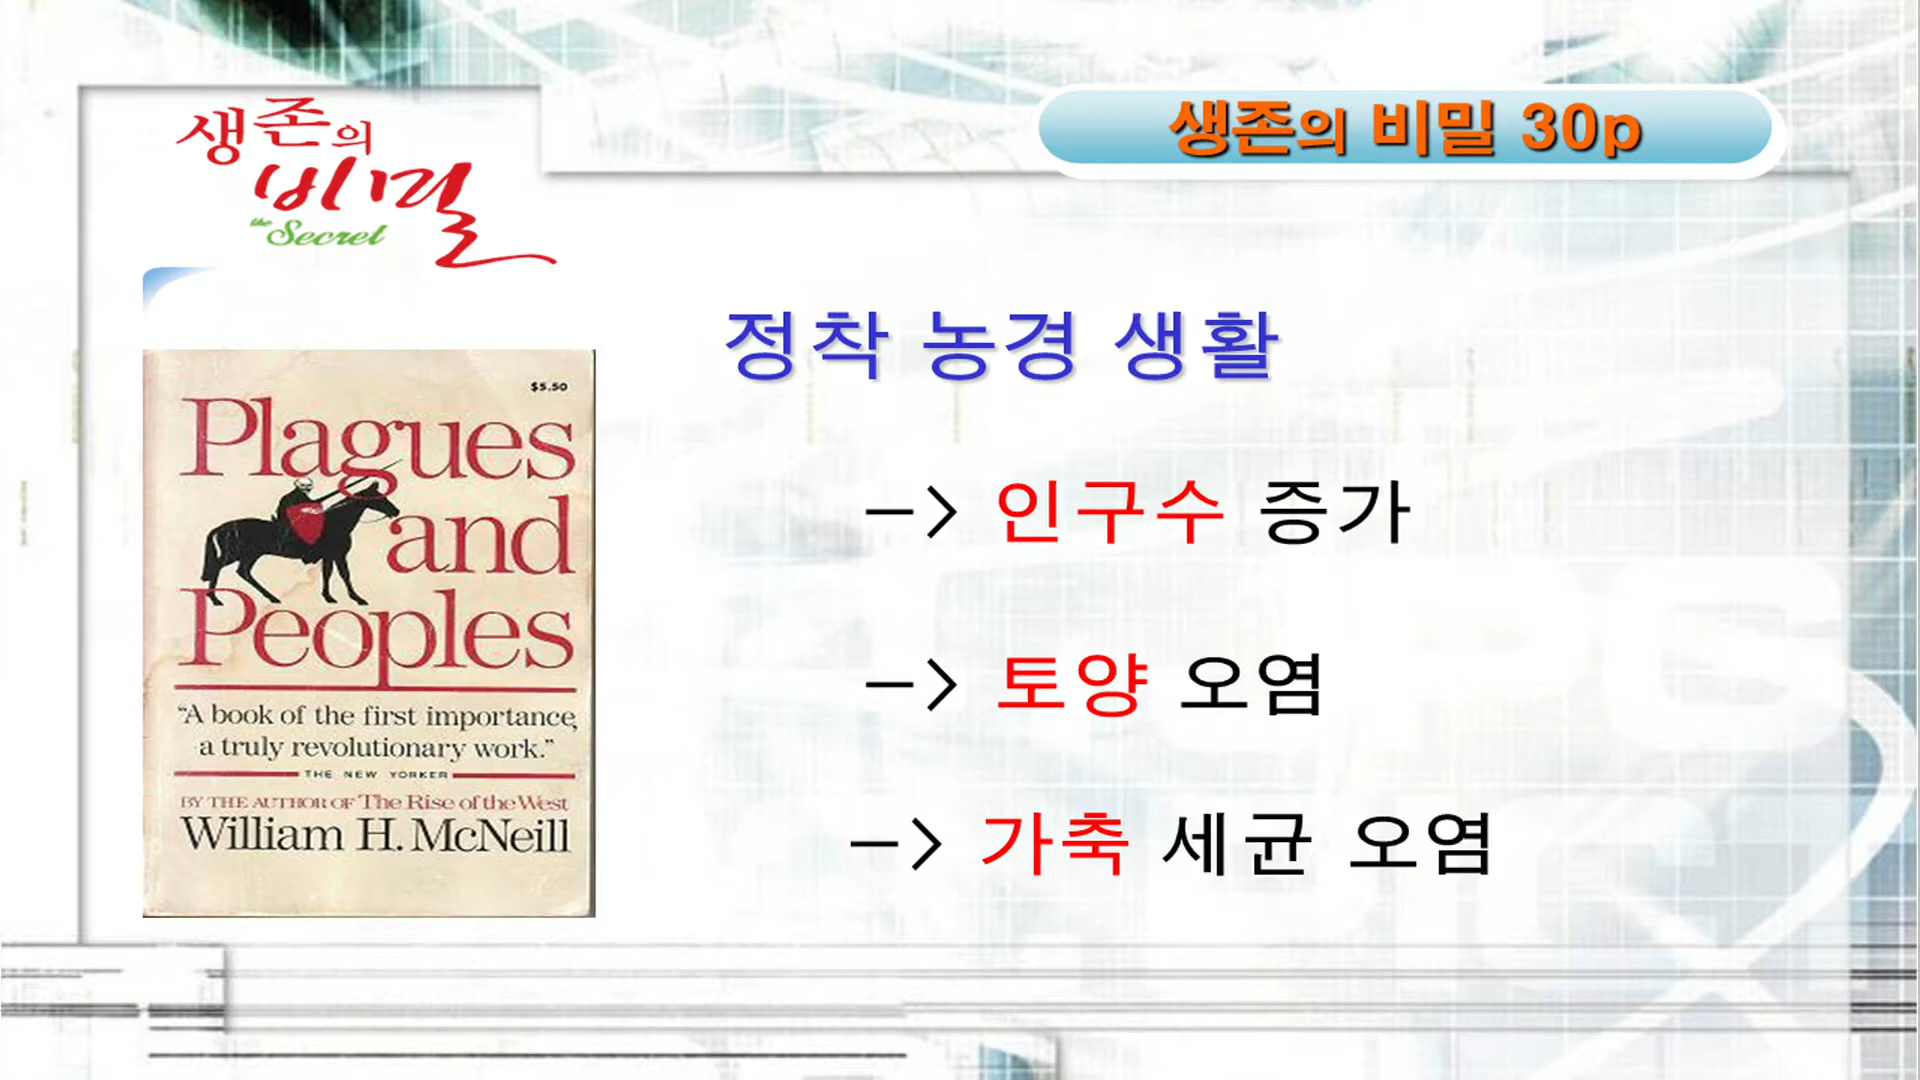 생존의
비밀
the Secret
생존의 비밀 30p
$5.50
Plagues
and
Peoples
"A book of the first importance,
a truly revolutionary work."
THE NEW YORKER
BY THE AUTHOR OF The Rise of the West
William H. McNeill
정착 농경 생활
-> 인구수 증가
-> 토양 오염
-> 가축 세균 오염